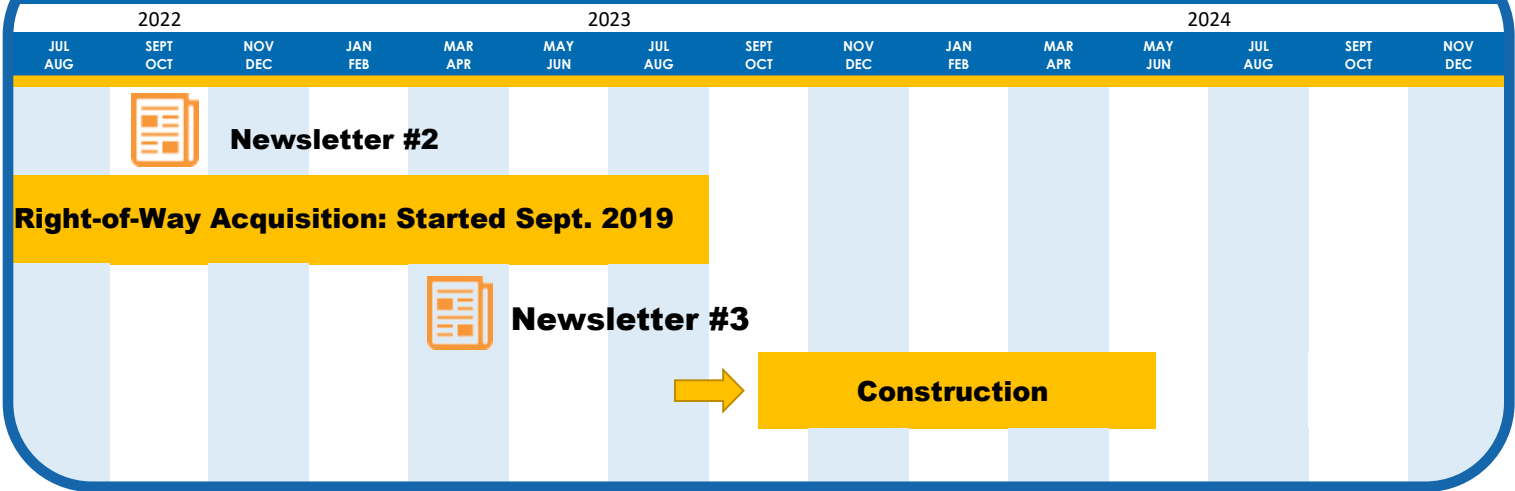 2022 2023 2024
JUL SEPT NOV JAN MAR MAY JUL SEPT NOV JAN MAR MAY JUL SEPT NOV
AUG OCT DEC FEB APR JUN AUG OCT DEC FEB APR JUN AUG OCT DEC
Newsletter #2
Right-of-Way Acquisition: Started Sept. 2019
Newsletter #3
Construction